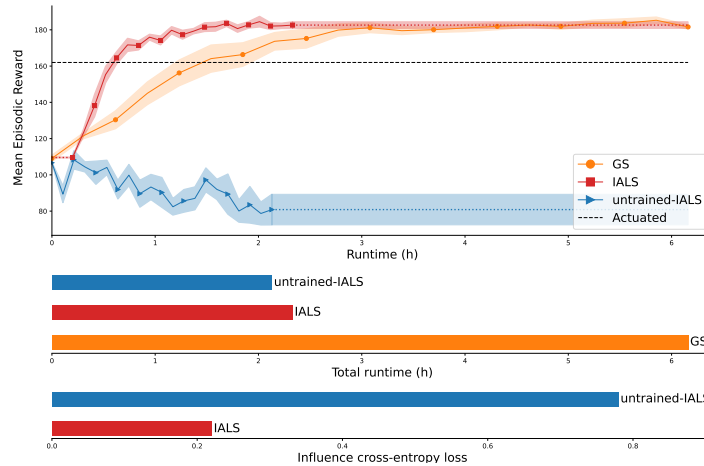 180
160
140
120
100
80
Mean Episodic Reward
GS
IALS
untrained-IALS
Actuated
0 1 2 3 4 5 6
Runtime (h)
untrained-IALS
IALS
GS
0 1 2 3 4 5 6
Total runtime (h)
untrained-IALS
IALS
0.0 0.2 0.4 0.6 0.8
Influence cross-entropy loss